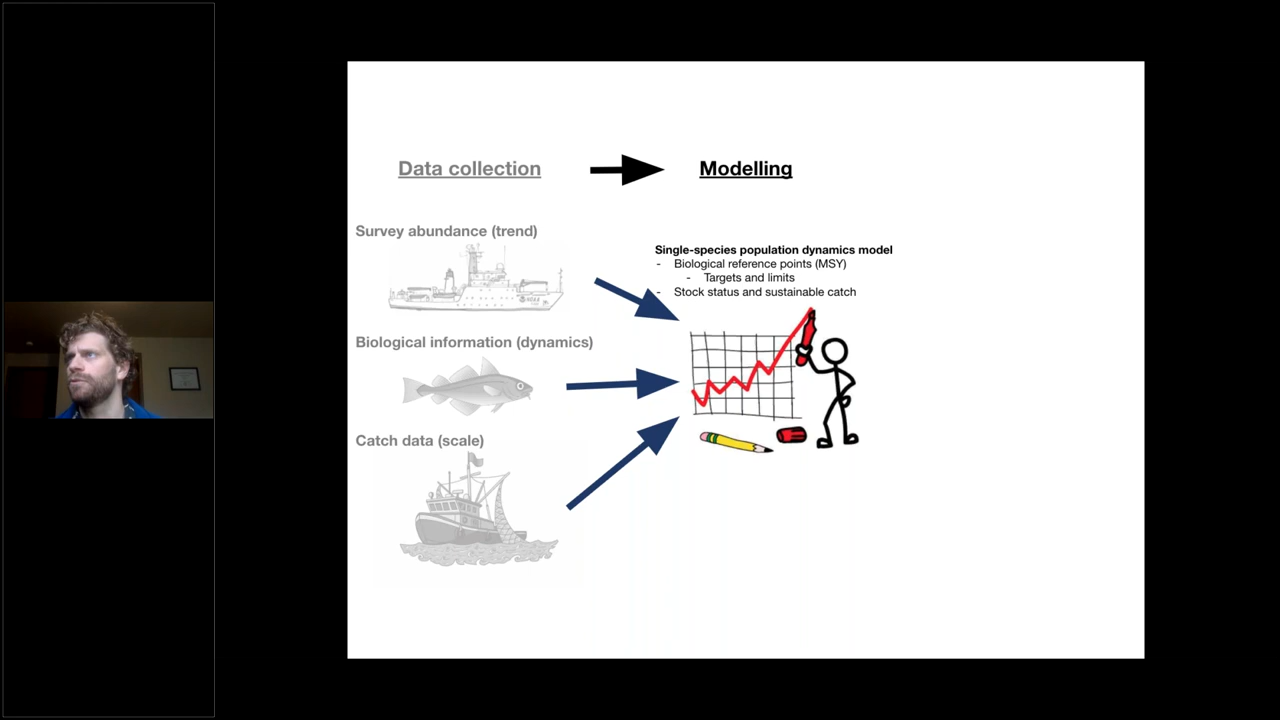 Data collection
Modelling
Survey abundance (trend)
Biological information (dynamics)
Catch data (scale)
Single-species population dynamics model
- Biological reference points (MSY)
- Targets and limits
- Stock status and sustainable catch